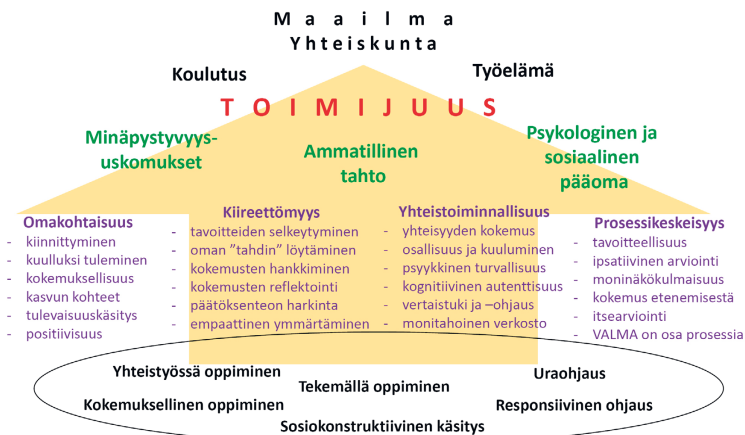 Maailma
Yhteiskunta
Koulutus
Työelämä
TOIMIJUUS
Minäpystyvyys-
uskomukset
Ammatillinen
tahto
Psykologinen ja
sosiaalinen
pääoma
Omakohtaisuus
- kiinnittyminen
- kuulluksi tuleminen
- kokemuksellisuus
- kasvun kohteet
- tulevaisuuskäsitys
- positiivisuus
Kiireettömyys
- tavoitteiden selkeytyminen
- oman ”tahdin” löytäminen
- kokemusten hankkiminen
- kokemusten reflektointi
- päätöksenteon harkinta
- empaattinen ymmärtäminen
Yhteistoiminnallisuus
- yhteisyyden kokemus
- osallisuus ja kuuluminen
- psyykkinen turvallisuus
- kognitiivinen autenttisuus
- vertaistuki ja –ohjaus
- monitahoinen verkosto
Prosessikeskeisyys
- tavoitteellisuus
- ipsatiivinen arviointi
- moninäkökulmaisuus
- kokemus etenemisestä
- itsearviointi
- VALMA on osa prosessia
Yhteistyössä oppiminen
Tekemällä oppiminen
Uraohjaus
Kokemuksellinen oppiminen
Responsiivinen ohjaus
Sosiokonstruktiivinen käsitys